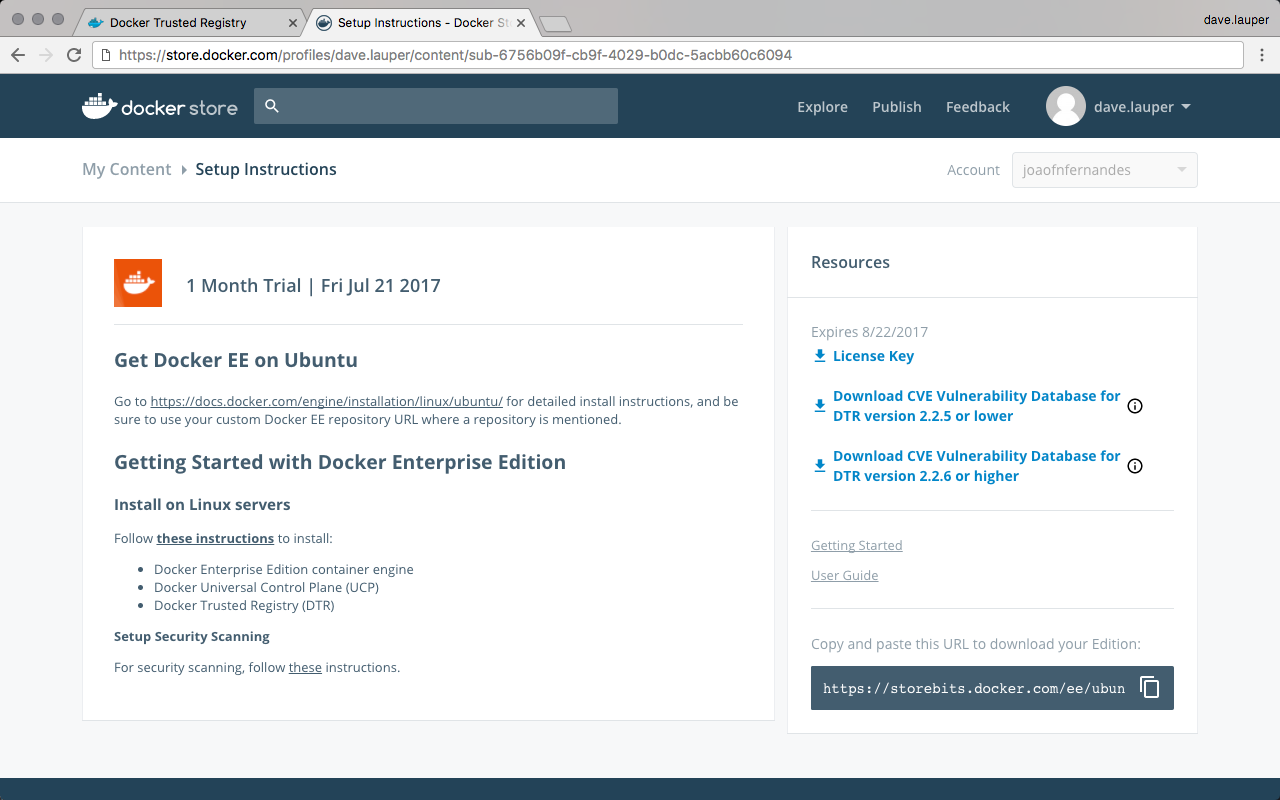 Docker Trusted Registry
Setup Instructions - Docker St
dave.lauper
https://store.docker.com/profiles/dave.lauper/content/sub-6756b09f-cb9f-4029-b0dc-5acbb60c6094
docker store
Explore
Publish
Feedback
dave.lauper
My Content
Setup Instructions
Account
joaofnfernandes
1 Month Trial | Fri Jul 21 2017
Get Docker EE on Ubuntu
Go to https://docs.docker.com/engine/installation/linux/ubuntu/ for detailed install instructions, and be
sure to use your custom Docker EE repository URL where a repository is mentioned.
Getting Started with Docker Enterprise Edition
Install on Linux servers
Follow these instructions to install:
Docker Enterprise Edition container engine
Docker Universal Control Plane (UCP)
Docker Trusted Registry (DTR)
Setup Security Scanning
For security scanning, follow these instructions.
Resources
Expires 8/22/2017
License Key
Download CVE Vulnerability Database for
DTR version 2.2.5 or lower
Download CVE Vulnerability Database for
DTR version 2.2.6 or higher
Getting Started
User Guide
Copy and paste this URL to download your Edition:
https://storebits.docker.com/ee/ubun